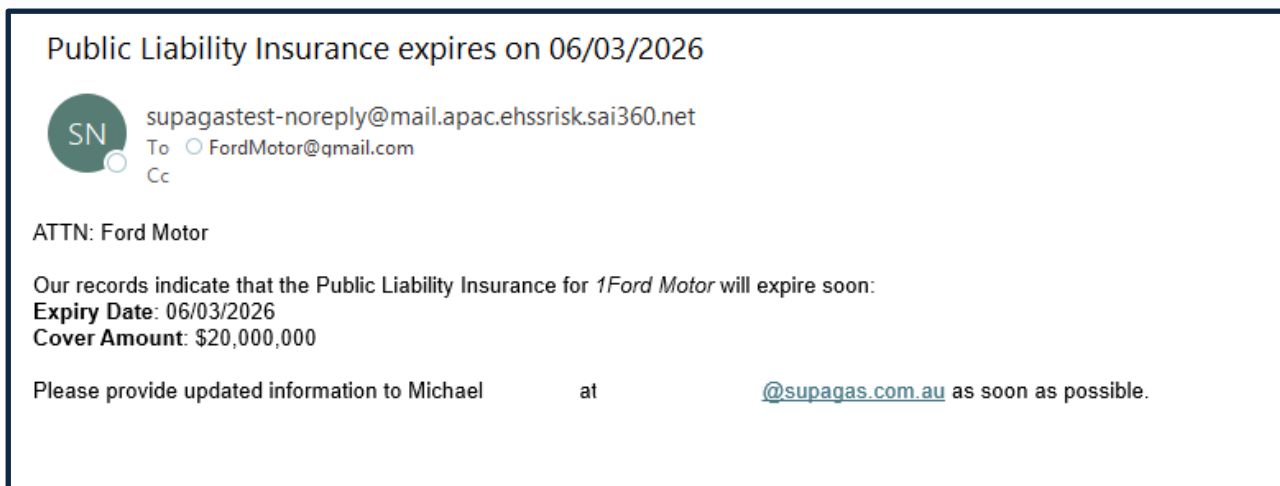 Public Liability Insurance expires on 06/03/2026
SN
supagastest-noreply@mail.apac.ehssrisk.sai360.net
To FordMotor@gmail.com
Cc
ATTN: Ford Motor
Our records indicate that the Public Liability Insurance for 1Ford Motor will expire soon:
Expiry Date: 06/03/2026
Cover Amount: $20,000,000
Please provide updated information to Michael at @supagas.com.au as soon as possible.